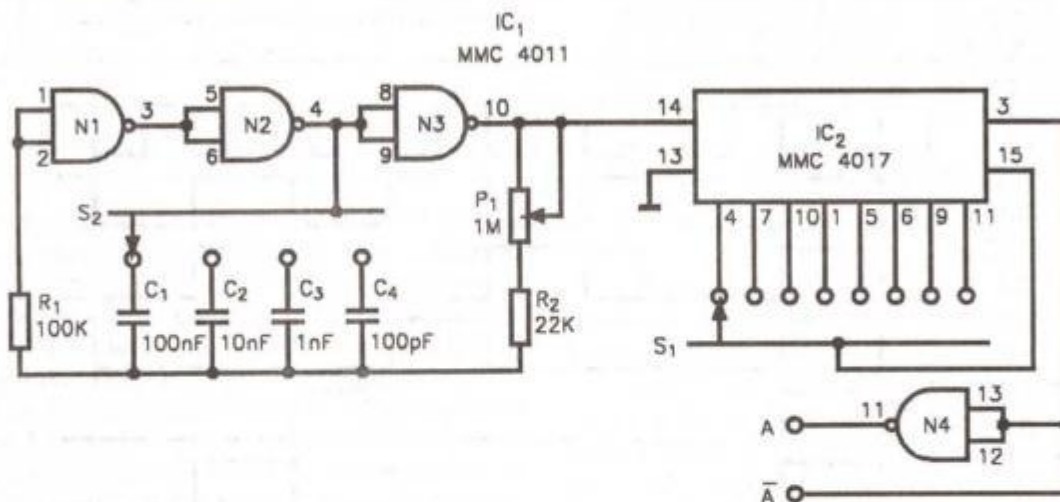 IC1
MMC 4011
1
2
N1
3
5
6
N2
4
8
9
N3
10
14
13
IC2
MMC 4017
3
15
4 7 10 1 5 6 9 11
P1
1M
S2
C1 C2 C3 C4
100nF 10nF 1nF 100pF
R1
100K
R2
22K
S1
A
11
N4
13
12
A̅